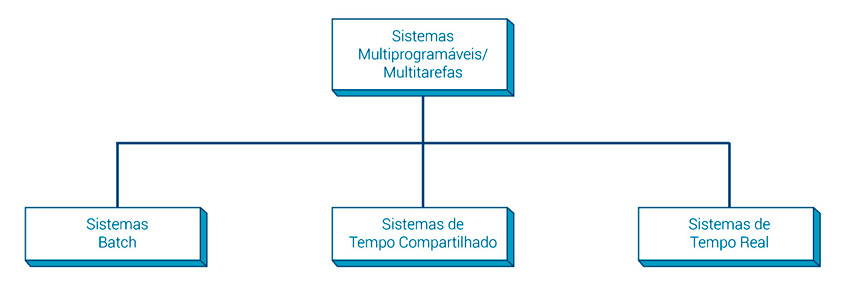 Sistemas
Multiprogramáveis/
Multitarefas
Sistemas
Batch
Sistemas de
Tempo Compartilhado
Sistemas de
Tempo Real